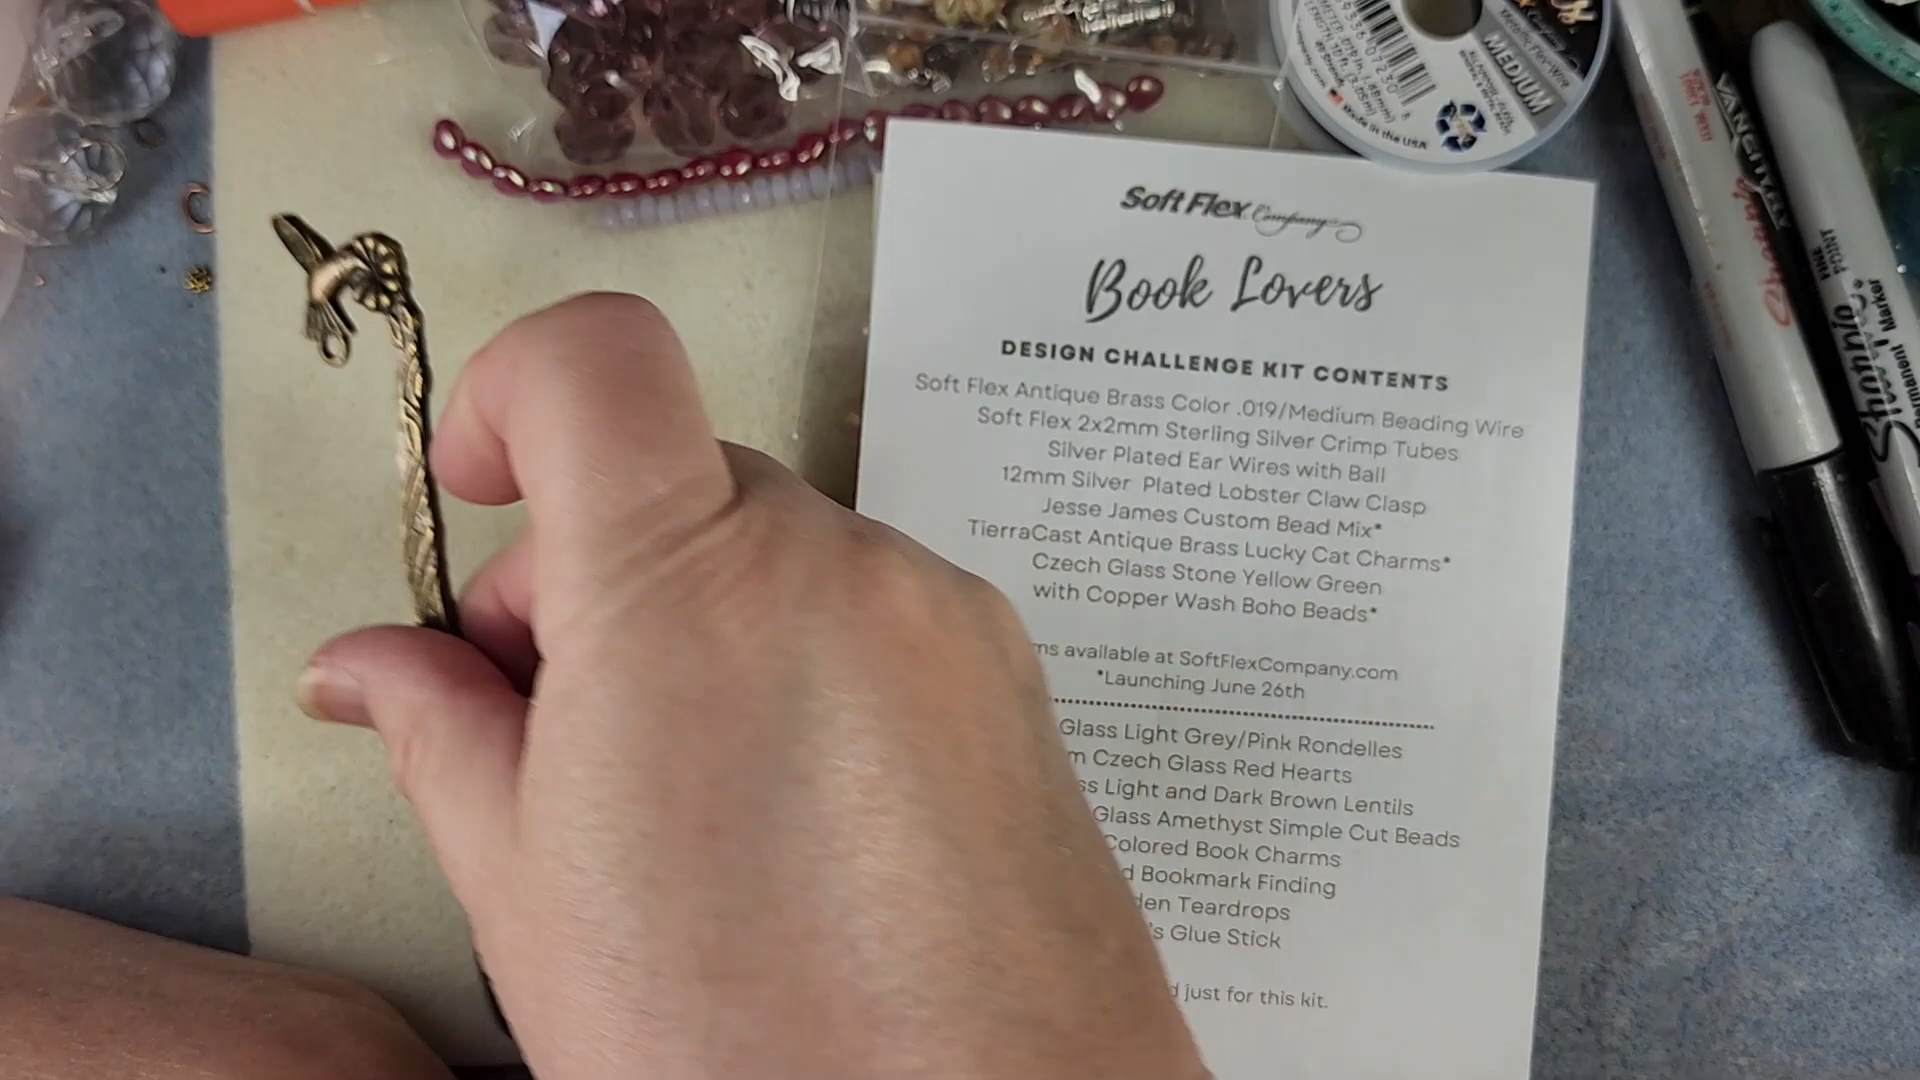 Soft Flex Company
Book Lovers
DESIGN CHALLENGE KIT CONTENTS
Soft Flex Antique Brass Color .019/Medium Beading Wire
Soft Flex 2x2mm Sterling Silver Crimp Tubes
Silver Plated Ear Wires with Ball
12mm Silver Plated Lobster Claw Clasp
Jesse James Custom Bead Mix*
TierraCast Antique Brass Lucky Cat Charms*
Czech Glass Stone Yellow Green
with Copper Wash Boho Beads*
ms available at SoftFlexCompany.com
*Launching June 26th
Glass Light Grey/Pink Rondelles
m Czech Glass Red Hearts
ss Light and Dark Brown Lentils
Glass Amethyst Simple Cut Beads
Colored Book Charms
d Bookmark Finding
den Teardrops
's Glue Stick
d just for this kit.
MEDIUM
Made in the USA
Sharpie
FINE
POINT
Permanent Marker